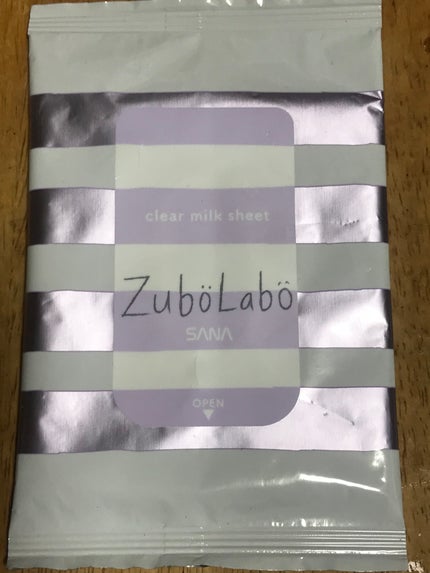 clear milk sheet
ZuböLabö
SANA
OPEN